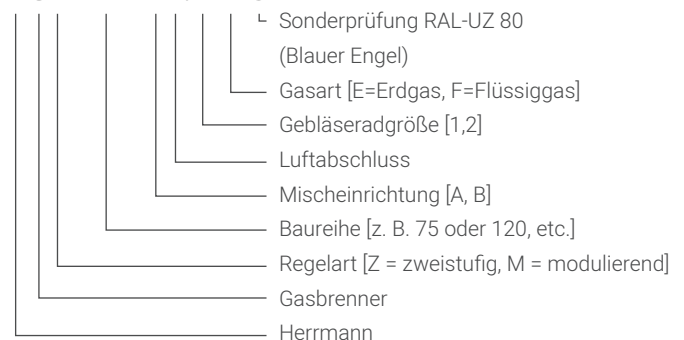 Sonderprüfung RAL-UZ 80
(Blauer Engel)
Gasart [E=Erdgas, F=Flüssiggas]
Gebläseradgröße [1,2]
Luftabschluss
Mischeinrichtung [A, B]
Baureihe [z. B. 75 oder 120, etc.]
Regelart [Z = zweistufig, M = modulierend]
Gasbrenner
Herrmann